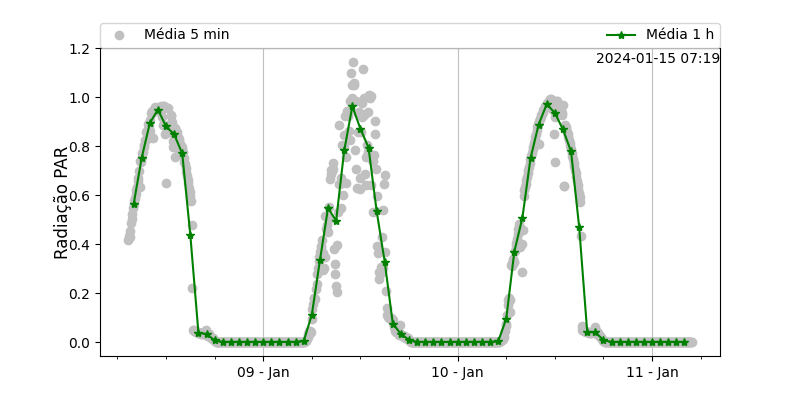 Média 5 min
Média 1 h
2024-01-15 07:19
Radiação PAR
1.2
1.0
0.8
0.6
0.4
0.2
0.0
09 - Jan
10 - Jan
11 - Jan